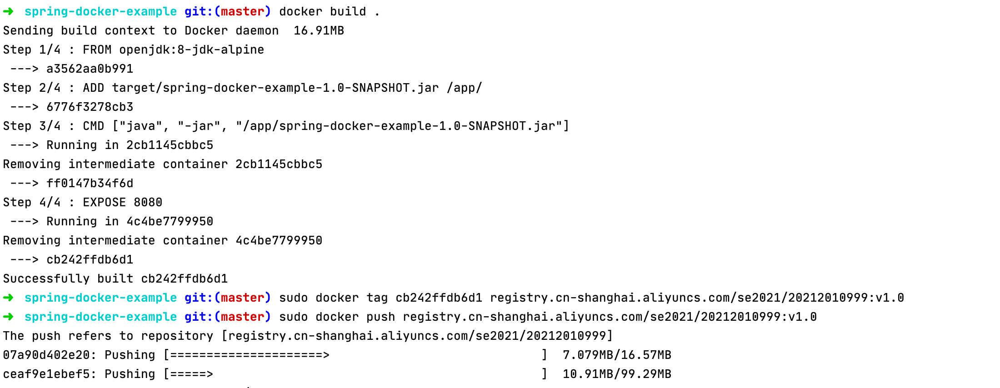 ➜  spring-docker-example git:(master) docker build .
Sending build context to Docker daemon  16.91MB
Step 1/4 : FROM openjdk:8-jdk-alpine
 ---> a3562aa0b991
Step 2/4 : ADD target/spring-docker-example-1.0-SNAPSHOT.jar /app/
 ---> 6776f3278cb3
Step 3/4 : CMD ["java", "-jar", "/app/spring-docker-example-1.0-SNAPSHOT.jar"]
 ---> Running in 2cb1145cbbc5
Removing intermediate container 2cb1145cbbc5
 ---> ff0147b34f6d
Step 4/4 : EXPOSE 8080
 ---> Running in 4c4be7799950
Removing intermediate container 4c4be7799950
 ---> cb242ffdb6d1
Successfully built cb242ffdb6d1
➜  spring-docker-example git:(master) sudo docker tag cb242ffdb6d1 registry.cn-shanghai.aliyuncs.com/se2021/20212010999:v1.0
➜  spring-docker-example git:(master) sudo docker push registry.cn-shanghai.aliyuncs.com/se2021/20212010999:v1.0
The push refers to repository [registry.cn-shanghai.aliyuncs.com/se2021/20212010999]
07a90d402e20: Pushing [=====================>                             ]  7.079MB/16.57MB
ceaf9e1ebef5: Pushing [=====>                                             ]  10.91MB/99.29MB